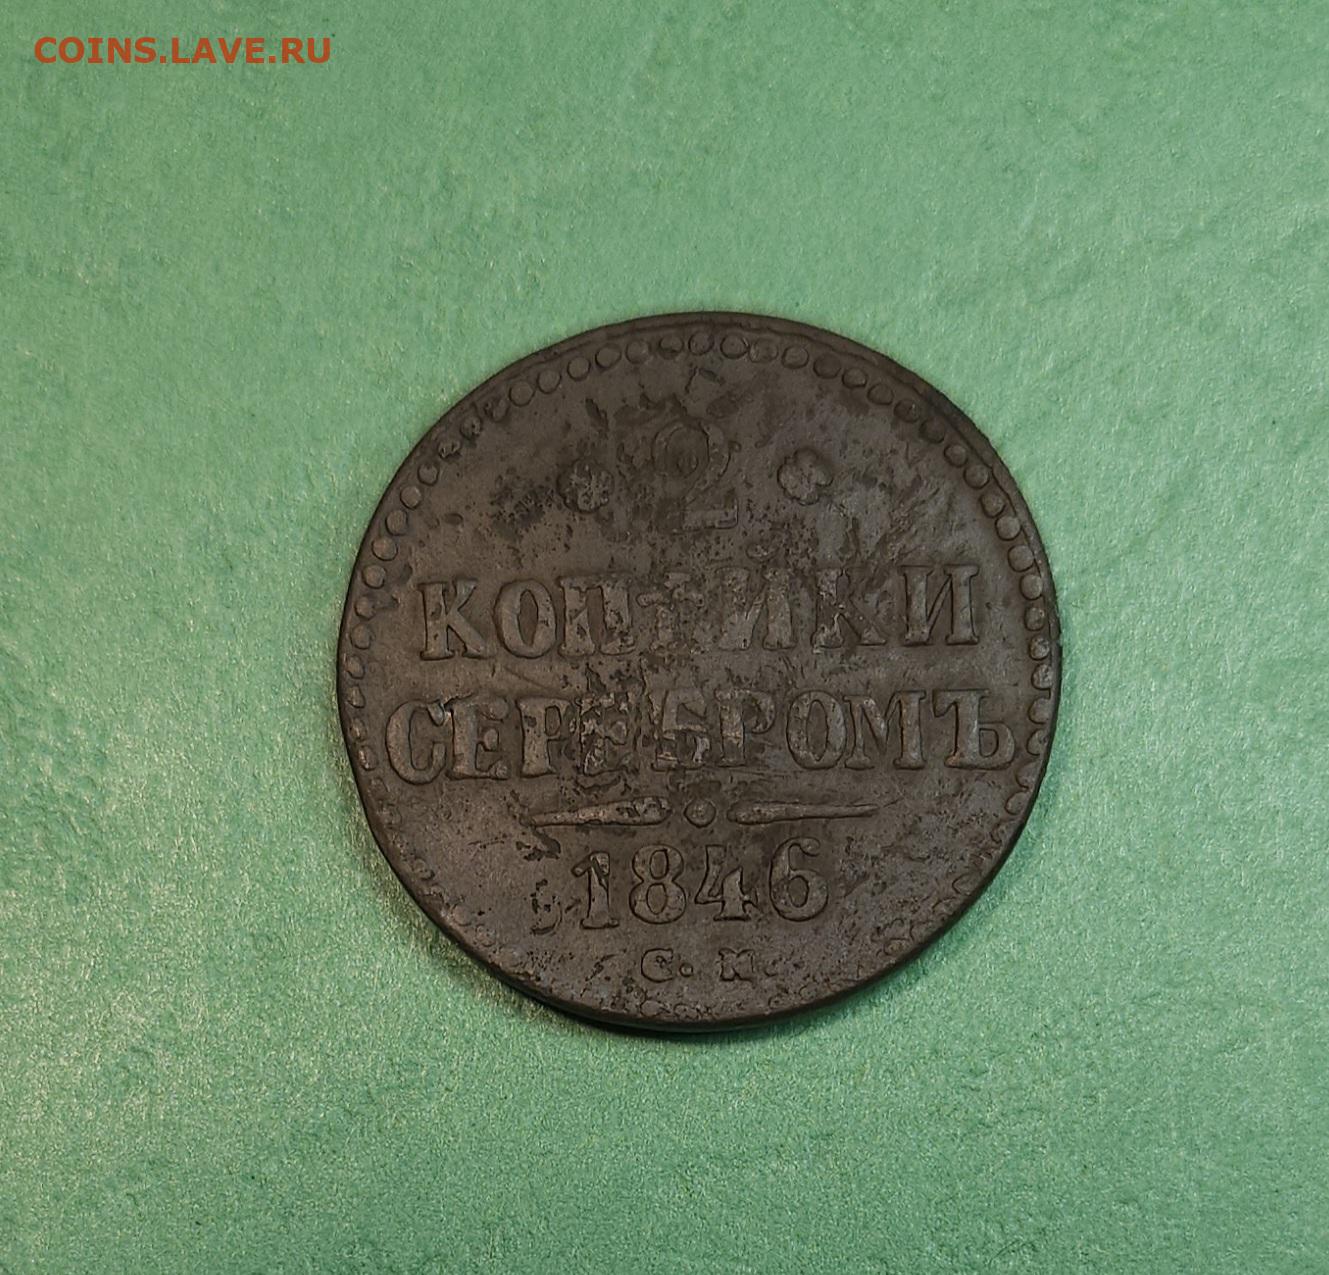 COINS.LAVE.RU
2
КОПѢЙКИ
СЕРЕБРОМЪ
1846
С. М.